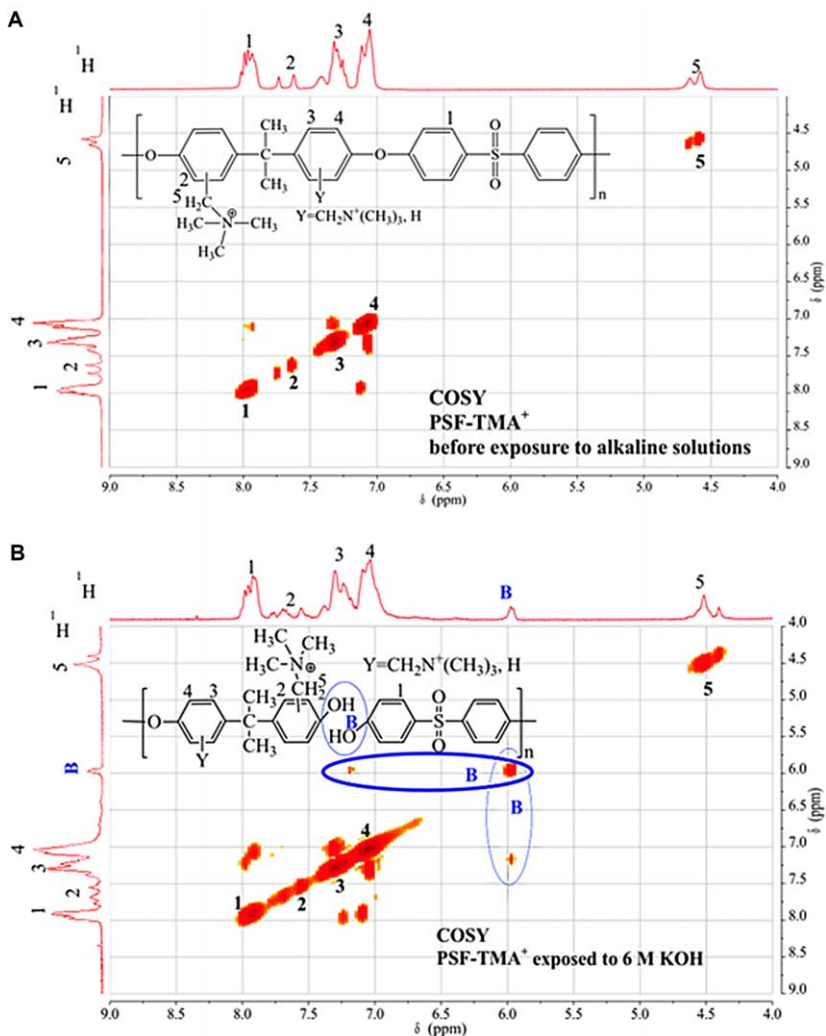 A
1H
1 2 3 4 5
1H
5
4
3
2
1
3 4 1
CH3
O
O C O S
CH3
O
n
2
5
H2C
Y
H3C N⊕ CH3
Y=CH2N+(CH3)3, H
H3C
5
4
3
2
1
COSY
PSF-TMA+
before exposure to alkaline solutions
4.5
5.0
5.5
6.0
6.5
7.0
7.5
8.0
8.5
9.0
δ (ppm)
9.0 8.5 8.0 7.5 7.0 6.5 6.0 5.5 5.0 4.5 4.0
δ (ppm)
B
1H
1 2 3 4 B 5
1H
5
B
4
3
2
1
H3C CH3
H3C N⊕
Y=CH2N+(CH3)3, H
4 3 CH3 2 CH2 5 1
O
OH
O C B S
HO
CH3
O
n
Y
5
B
B
4
3
2
1
COSY
PSF-TMA+ exposed to 6 M KOH
4.0
4.5
5.0
5.5
6.0
6.5
7.0
7.5
8.0
8.5
9.0
δ (ppm)
9.0 8.5 8.0 7.5 7.0 6.5 6.0 5.5 5.0 4.5 4.0
δ (ppm)